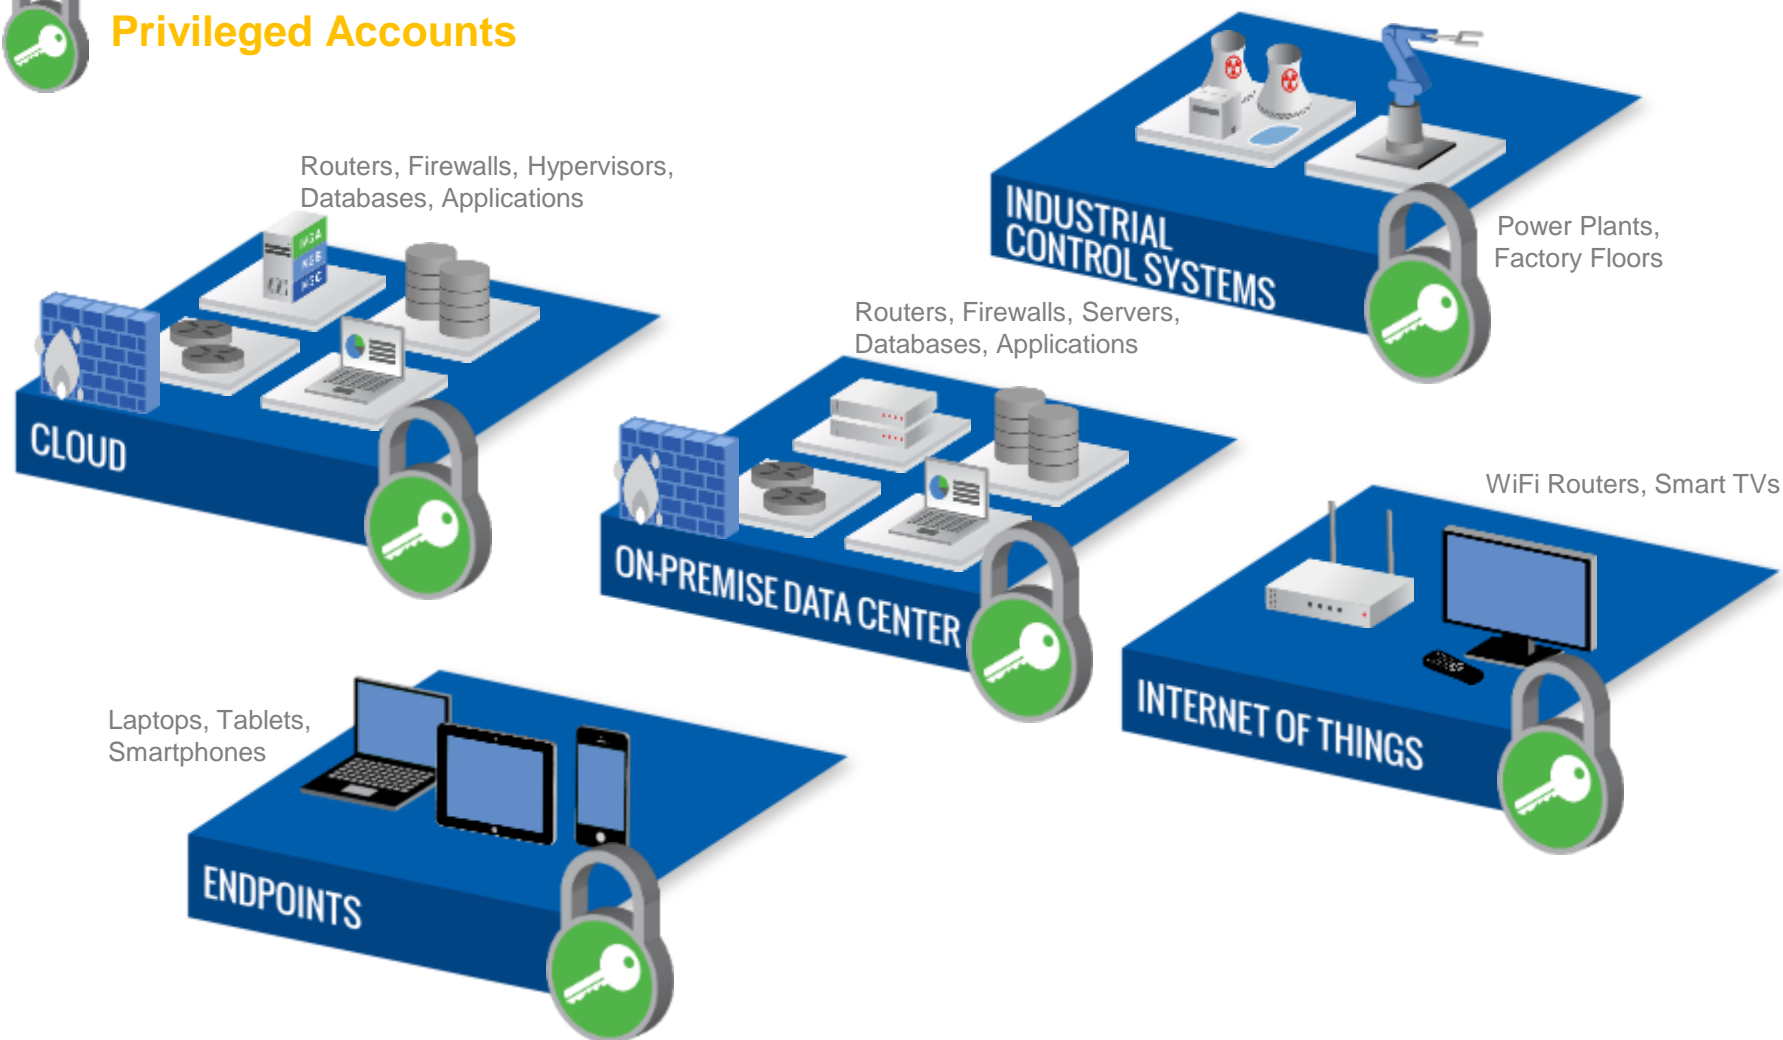 Privileged Accounts
Routers, Firewalls, Hypervisors,
Databases, Applications
CLOUD
INDUSTRIAL
CONTROL SYSTEMS
Power Plants,
Factory Floors
Routers, Firewalls, Servers,
Databases, Applications
ON-PREMISE DATA CENTER
WiFi Routers, Smart TVs
INTERNET OF THINGS
Laptops, Tablets,
Smartphones
ENDPOINTS